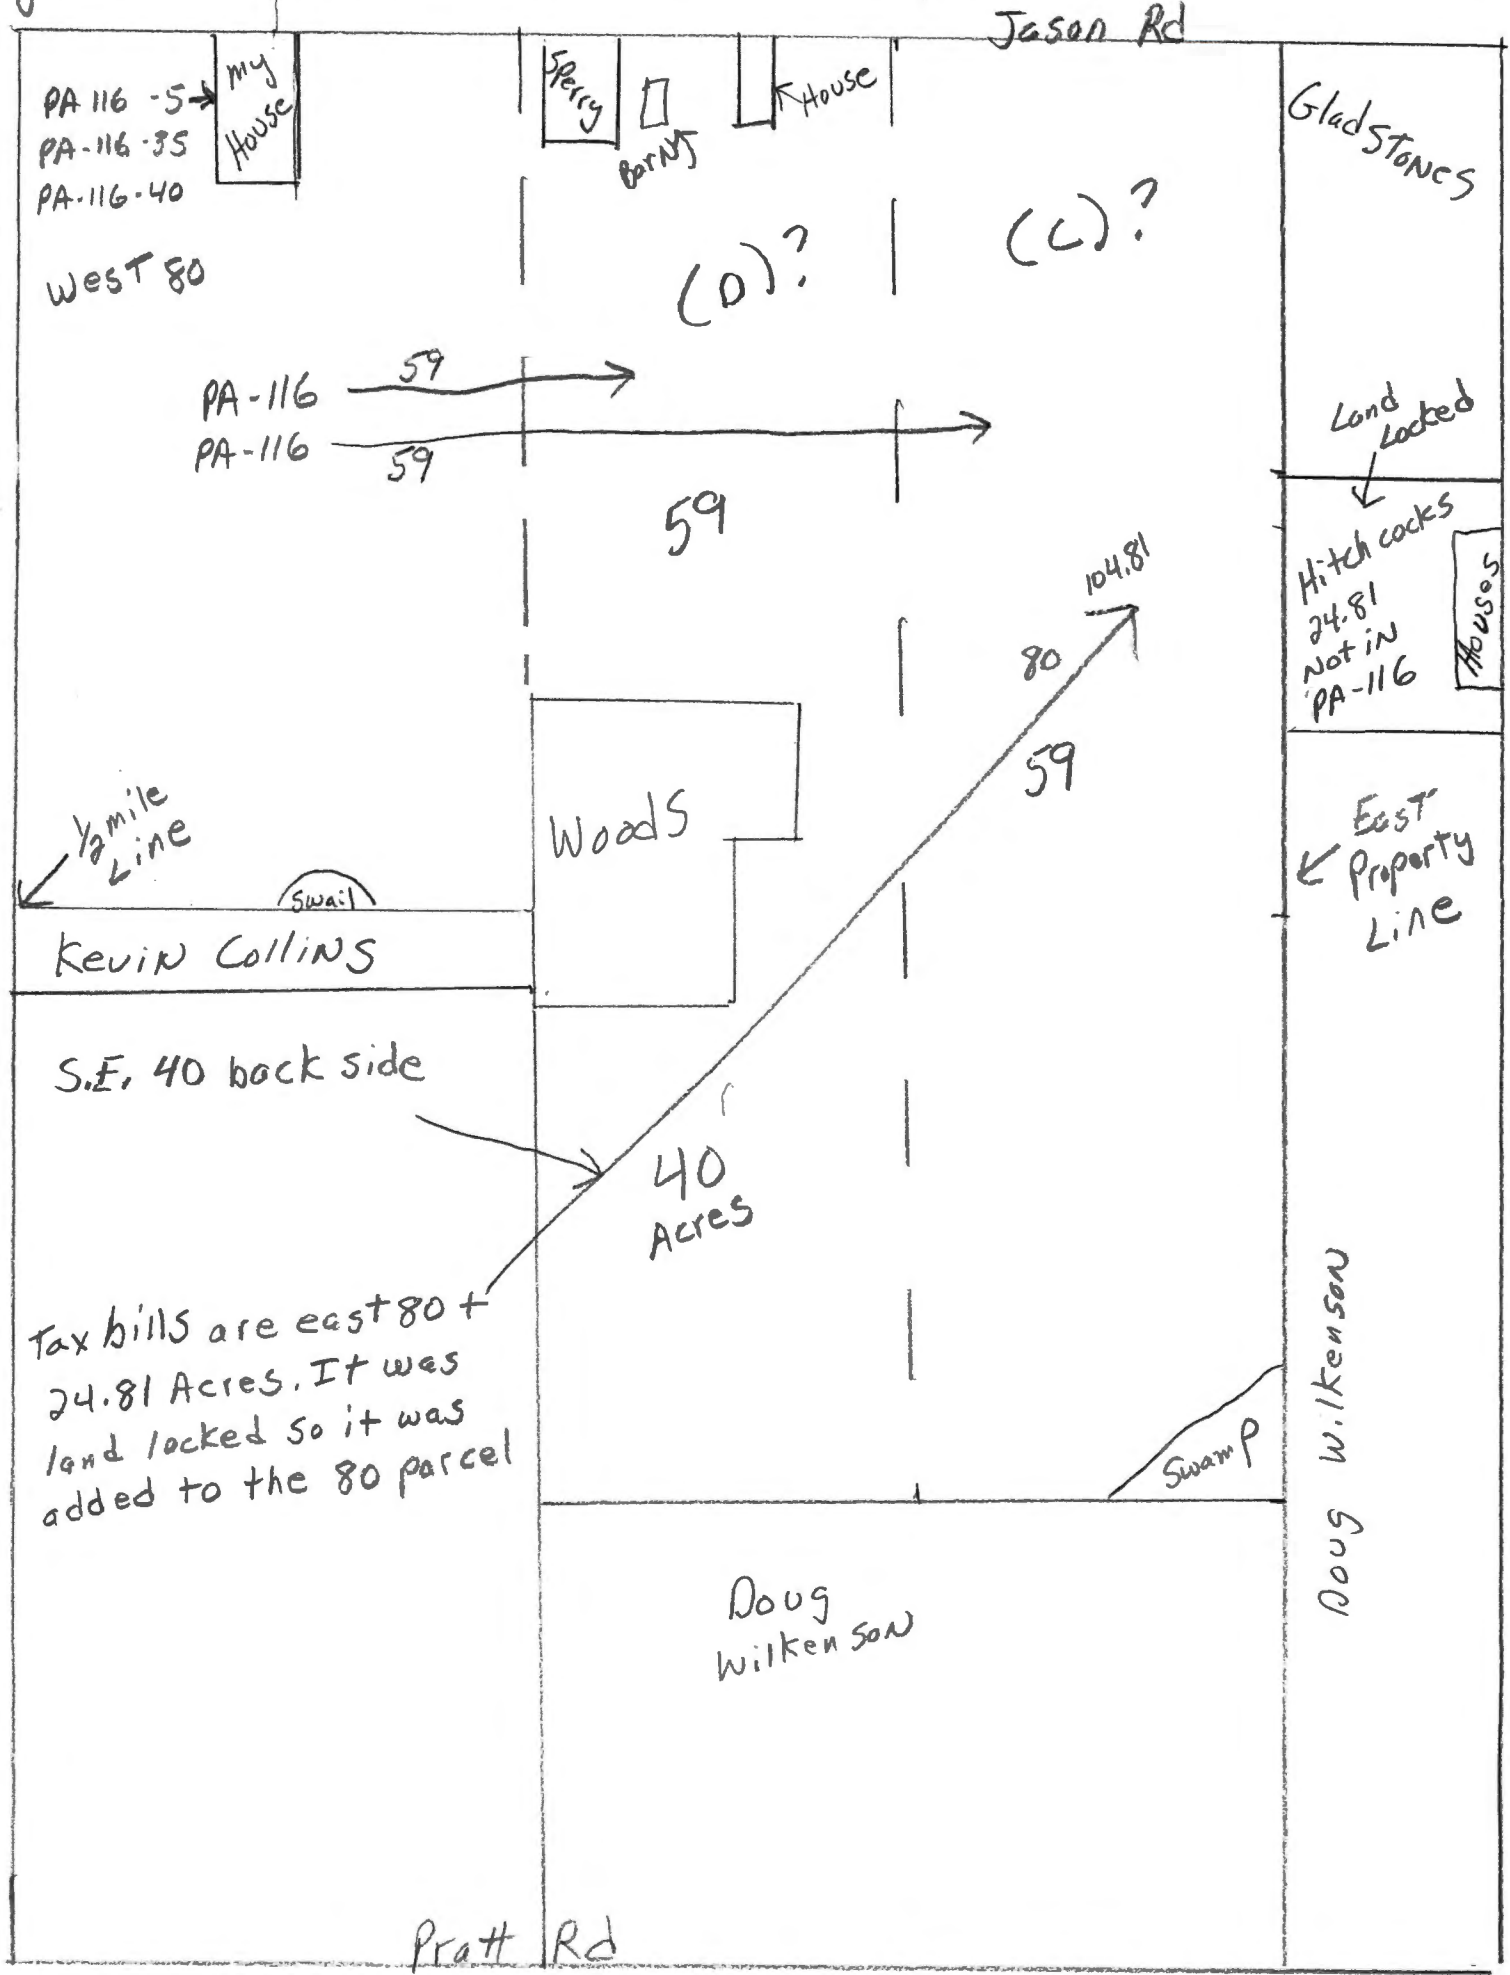 Jason Rd
PA 116 -5
PA-116-35
PA-116-40
my
House
Sperry
Barn
House
Gladstones
West 80
(D)?
(C)?
PA-116
59
PA-116
59
59
Land
Locked
Hitch cocks
24.81
Not in
PA-116
Houses
104.81
80
59
Woods
1/2 mile
Line
Swail
Kevin Collins
East
Property
Line
S.E. 40 back side
40
Acres
Tax bills are east 80 +
24.81 Acres. It was
land locked so it was
added to the 80 parcel
Swamp
Doug Wilkenson
Doug
Wilkenson
Pratt Rd